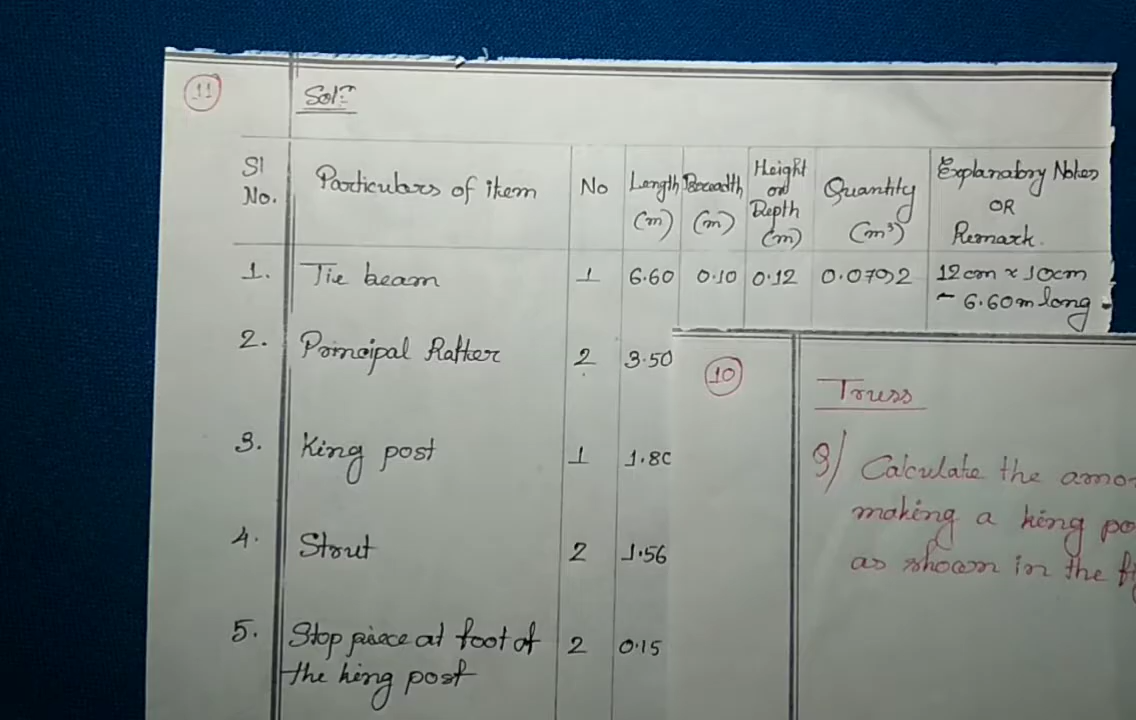 11
Sol?
Sl No. Particulars of item No Length (m) Breadth (m) Height or Depth (m) Quantity (m³) Explanatory Notes OR Remark.
1. Tie beam 1 6.60 0.10 0.12 0.0792 12cm x 10cm
- 6.60m long
2. Principal Rafter 2 3.50
3. King post 1 1.80
4. Strut 2 1.56
5. Stop piece at foot of 2 0.15
the king post
10
Truss
Q/ Calculate the amo
making a king po
as shown in the fi